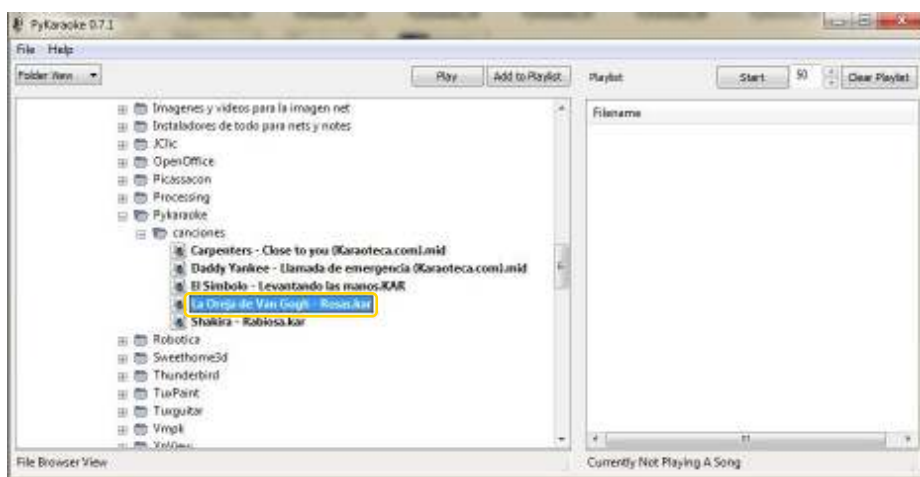 PyKaraoke 0.7.1
File Help
Folder View
Play
Add to Playlist
Playlist
Start
50
Clear Playlist
Filename
Imagenes y videos para la imagen net
Instaladores de todo para nets y notes
JClic
OpenOffice
Picassacon
Processing
Pykaraoke
canciones
Carpenters - Close to you (Karaoteca.com).mid
Daddy Yankee - Llamada de emergencia (Karaoteca.com).mid
El Simbolo - Levantando las manos.KAR
La Oreja de Van Gogh - Rosas.kar
Shakira - Rabiosa.kar
Robotica
Sweethome3d
Thunderbird
TuxPaint
Tuxguitar
Vmpk
XnView
File Browser View
Currently Not Playing A Song